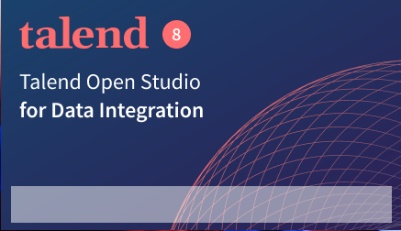 talend 8
Talend Open Studio
for Data Integration